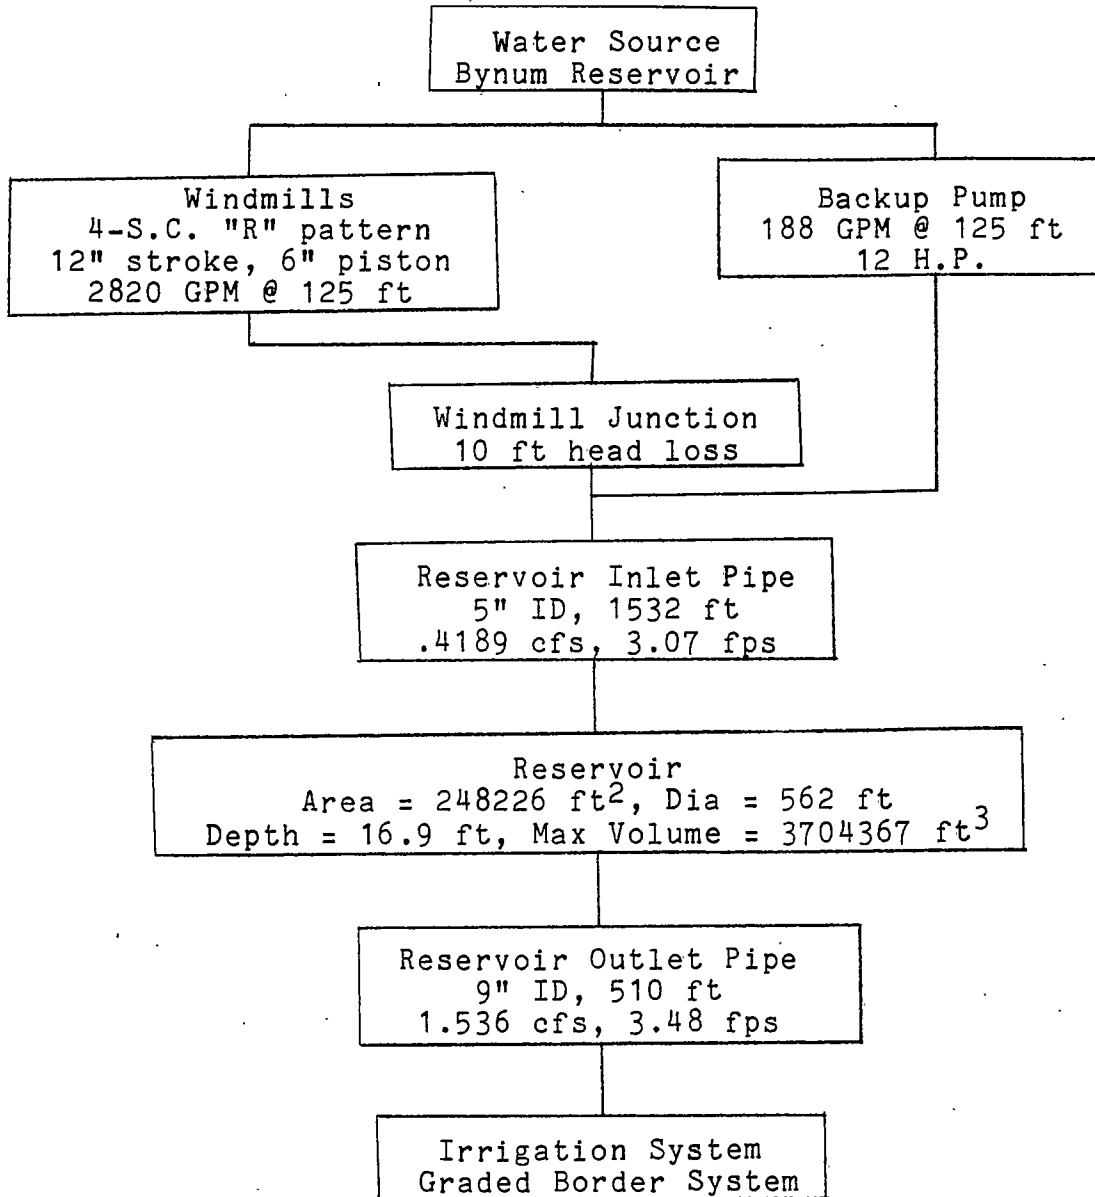 Water Source
Bynum Reservoir
Windmills
4-S.C. "R" pattern
12" stroke, 6" piston
2820 GPM @ 125 ft
Backup Pump
188 GPM @ 125 ft
12 H.P.
Windmill Junction
10 ft head loss
Reservoir Inlet Pipe
5" ID, 1532 ft
.4189 cfs, 3.07 fps
Reservoir
Area = 248226 ft², Dia = 562 ft
Depth = 16.9 ft, Max Volume = 3704367 ft³
Reservoir Outlet Pipe
9" ID, 510 ft
1.536 cfs, 3.48 fps
Irrigation System
Graded Border System